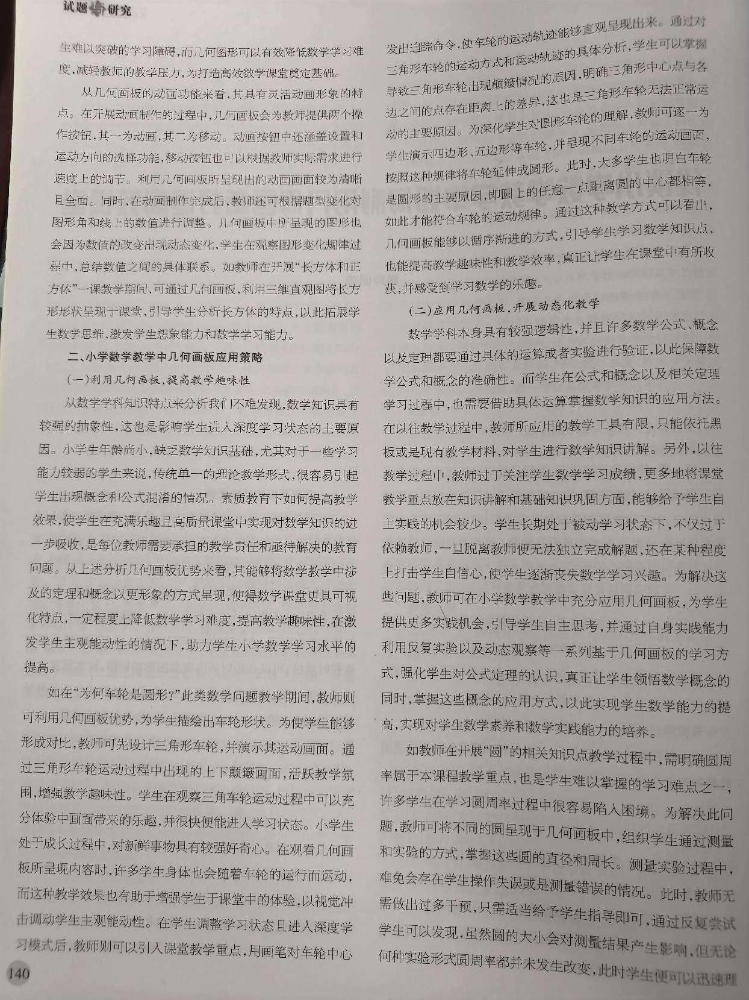 试题与研究
生难以突破的学习障碍,而几何图形可以有效降低数学学习难
度,减轻教师的教学压力,为打造高效数学课堂奠定基础。
从几何画板的动画功能来看,其具有灵活动画形象的特
点。在开展动画制作的过程中,几何画板会为教师提供两个操
作按钮,其一为动画,其二为移动。动画按钮中还涵盖设置和
运动方向的选择功能,移动按钮也可以根据教师实际需求进行
速度上的调节。利用几何画板所呈现出的动画画面较为清晰
且全面。同时,在动画制作完成后,教师还可根据题型变化对
图形角和线上的数值进行调整。几何画板中所呈现的图形也
会因为数值的改变出现动态变化,学生在观察图形变化规律过
程中,总结数值之间的具体联系。如教师在开展“长方体和正
方体”一课教学期间,可通过几何画板,利用三维直观图将长方
形形状呈现于课堂,引导学生分析长方体的特点,以此拓展学
生数学思维,激发学生想象能力和数学学习能力。
二、小学数学教学中几何画板应用策略
(一)利用几何画板,提高教学趣味性
从数学学科知识特点来分析我们不难发现,数学知识具有
较强的抽象性,这也是影响学生进入深度学习状态的主要原
因。小学生年龄尚小,缺乏数学知识基础,尤其对于一些学习
能力较弱的学生来说,传统单一的理论教学形式,很容易引起
学生出现概念和公式混淆的情况。素质教育下如何提高教学
效果,使学生在充满乐趣且高质量课堂中实现对数学知识的进
一步吸收,是每位教师需要承担的教学责任和亟待解决的教育
问题。从上述分析几何画板优势来看,其能够将数学教学中涉
及的定理和概念以更形象的方式呈现,使得数学课堂更具可视
化特点,一定程度上降低数学学习难度,提高教学趣味性,在激
发学生主观能动性的情况下,助力学生小学数学学习水平的
提高。
如在“为何车轮是圆形?”此类数学问题教学期间,教师则
可利用几何画板优势,为学生描绘出车轮形状。为使学生能够
形成对比,教师可先设计三角形车轮,并演示其运动画面。通
过三角形车轮运动过程中出现的上下颠簸画面,活跃教学氛
围,增强教学趣味性。学生在观察三角车轮运动过程中可以充
分体验中画面带来的乐趣,并很快便能进入学习状态。小学生
处于成长过程中,对新鲜事物具有较强好奇心。在观看几何画
板所呈现内容时,许多学生身体也会随着车轮的运行而运动,
而这种教学效果也有助于增强学生于课堂中的体验,以视觉冲
击调动学生主观能动性。在学生调整学习状态且进入深度学
习模式后,教师则可以引入课堂教学重点,用画笔对车轮中心
140
发出追踪命令,使车轮的运动轨迹能够直观呈现出来。通过对
三角形车轮的运动方式和运动轨迹的具体分析,学生可以掌握
导致三角形车轮出现颠簸情况的原因,明确三角形中心点与各
边之间的点存在距离上的差异,这也是三角形车轮无法正常运
动的主要原因。为深化学生对圆形车轮的理解,教师可逐一为
学生演示四边形、五边形等车轮,并呈现不同车轮的运动画面,
按照这种规律将车轮延伸成圆形。此时,大多学生也明白车轮
是圆形的主要原因,即圆上的任意一点距离圆的中心都相等,
如此才能符合车轮的运动规律。通过这种教学方式可以看出,
几何画板能够以循序渐进的方式,引导学生学习数学知识点,
也能提高教学趣味性和教学效率,真正让学生在课堂中有所收
获,并感受到学习数学的乐趣。
(二)应用几何画板,开展动态化教学
数学学科本身具有较强逻辑性,并且许多数学公式、概念
以及定理都要通过具体的运算或者实验进行验证,以此保障数
学公式和概念的准确性。而学生在公式和概念以及相关定理
学习过程中,也需要借助具体运算掌握数学知识的应用方法。
在以往教学过程中,教师所应用的教学工具有限,只能依托黑
板或是现有教学材料,对学生进行数学知识讲解。另外,以往
教学过程中,教师过于关注学生数学学习成绩,更多地将课堂
教学重点放在知识讲解和基础知识巩固方面,能够给予学生自
主实践的机会较少。学生长期处于被动学习状态下,不仅过于
依赖教师,一旦脱离教师便无法独立完成解题,还在某种程度
上打击学生自信心,使学生逐渐丧失数学学习兴趣。为解决这
些问题,教师可在小学数学教学中充分应用几何画板,为学生
提供更多实践机会,引导学生自主思考,并通过自身实践能力
利用反复实验以及动态观察等一系列基于几何画板的学习方
式,强化学生对公式定理的认识,真正让学生领悟数学概念的
同时,掌握这些概念的应用方式,以此实现学生数学能力的提
高,实现对学生数学素养和数学实践能力的培养。
如教师在开展“圆”的相关知识点教学过程中,需明确圆周
率属于本课程教学重点,也是学生难以掌握的学习难点之一,
许多学生在学习圆周率过程中很容易陷入困境。为解决此问
题,教师可将不同的圆呈现于几何画板中,组织学生通过测量
和实验的方式,掌握这些圆的直径和周长。测量实验过程中,
难免会存在学生操作失误或是测量错误的情况。此时,教师无
需做出过多干预,只需适当给予学生指导即可,通过反复尝试
学生可以发现,虽然圆的大小会对测量结果产生影响,但无论
何种实验形式圆周率都并未发生改变,此时学生便可以迅速理